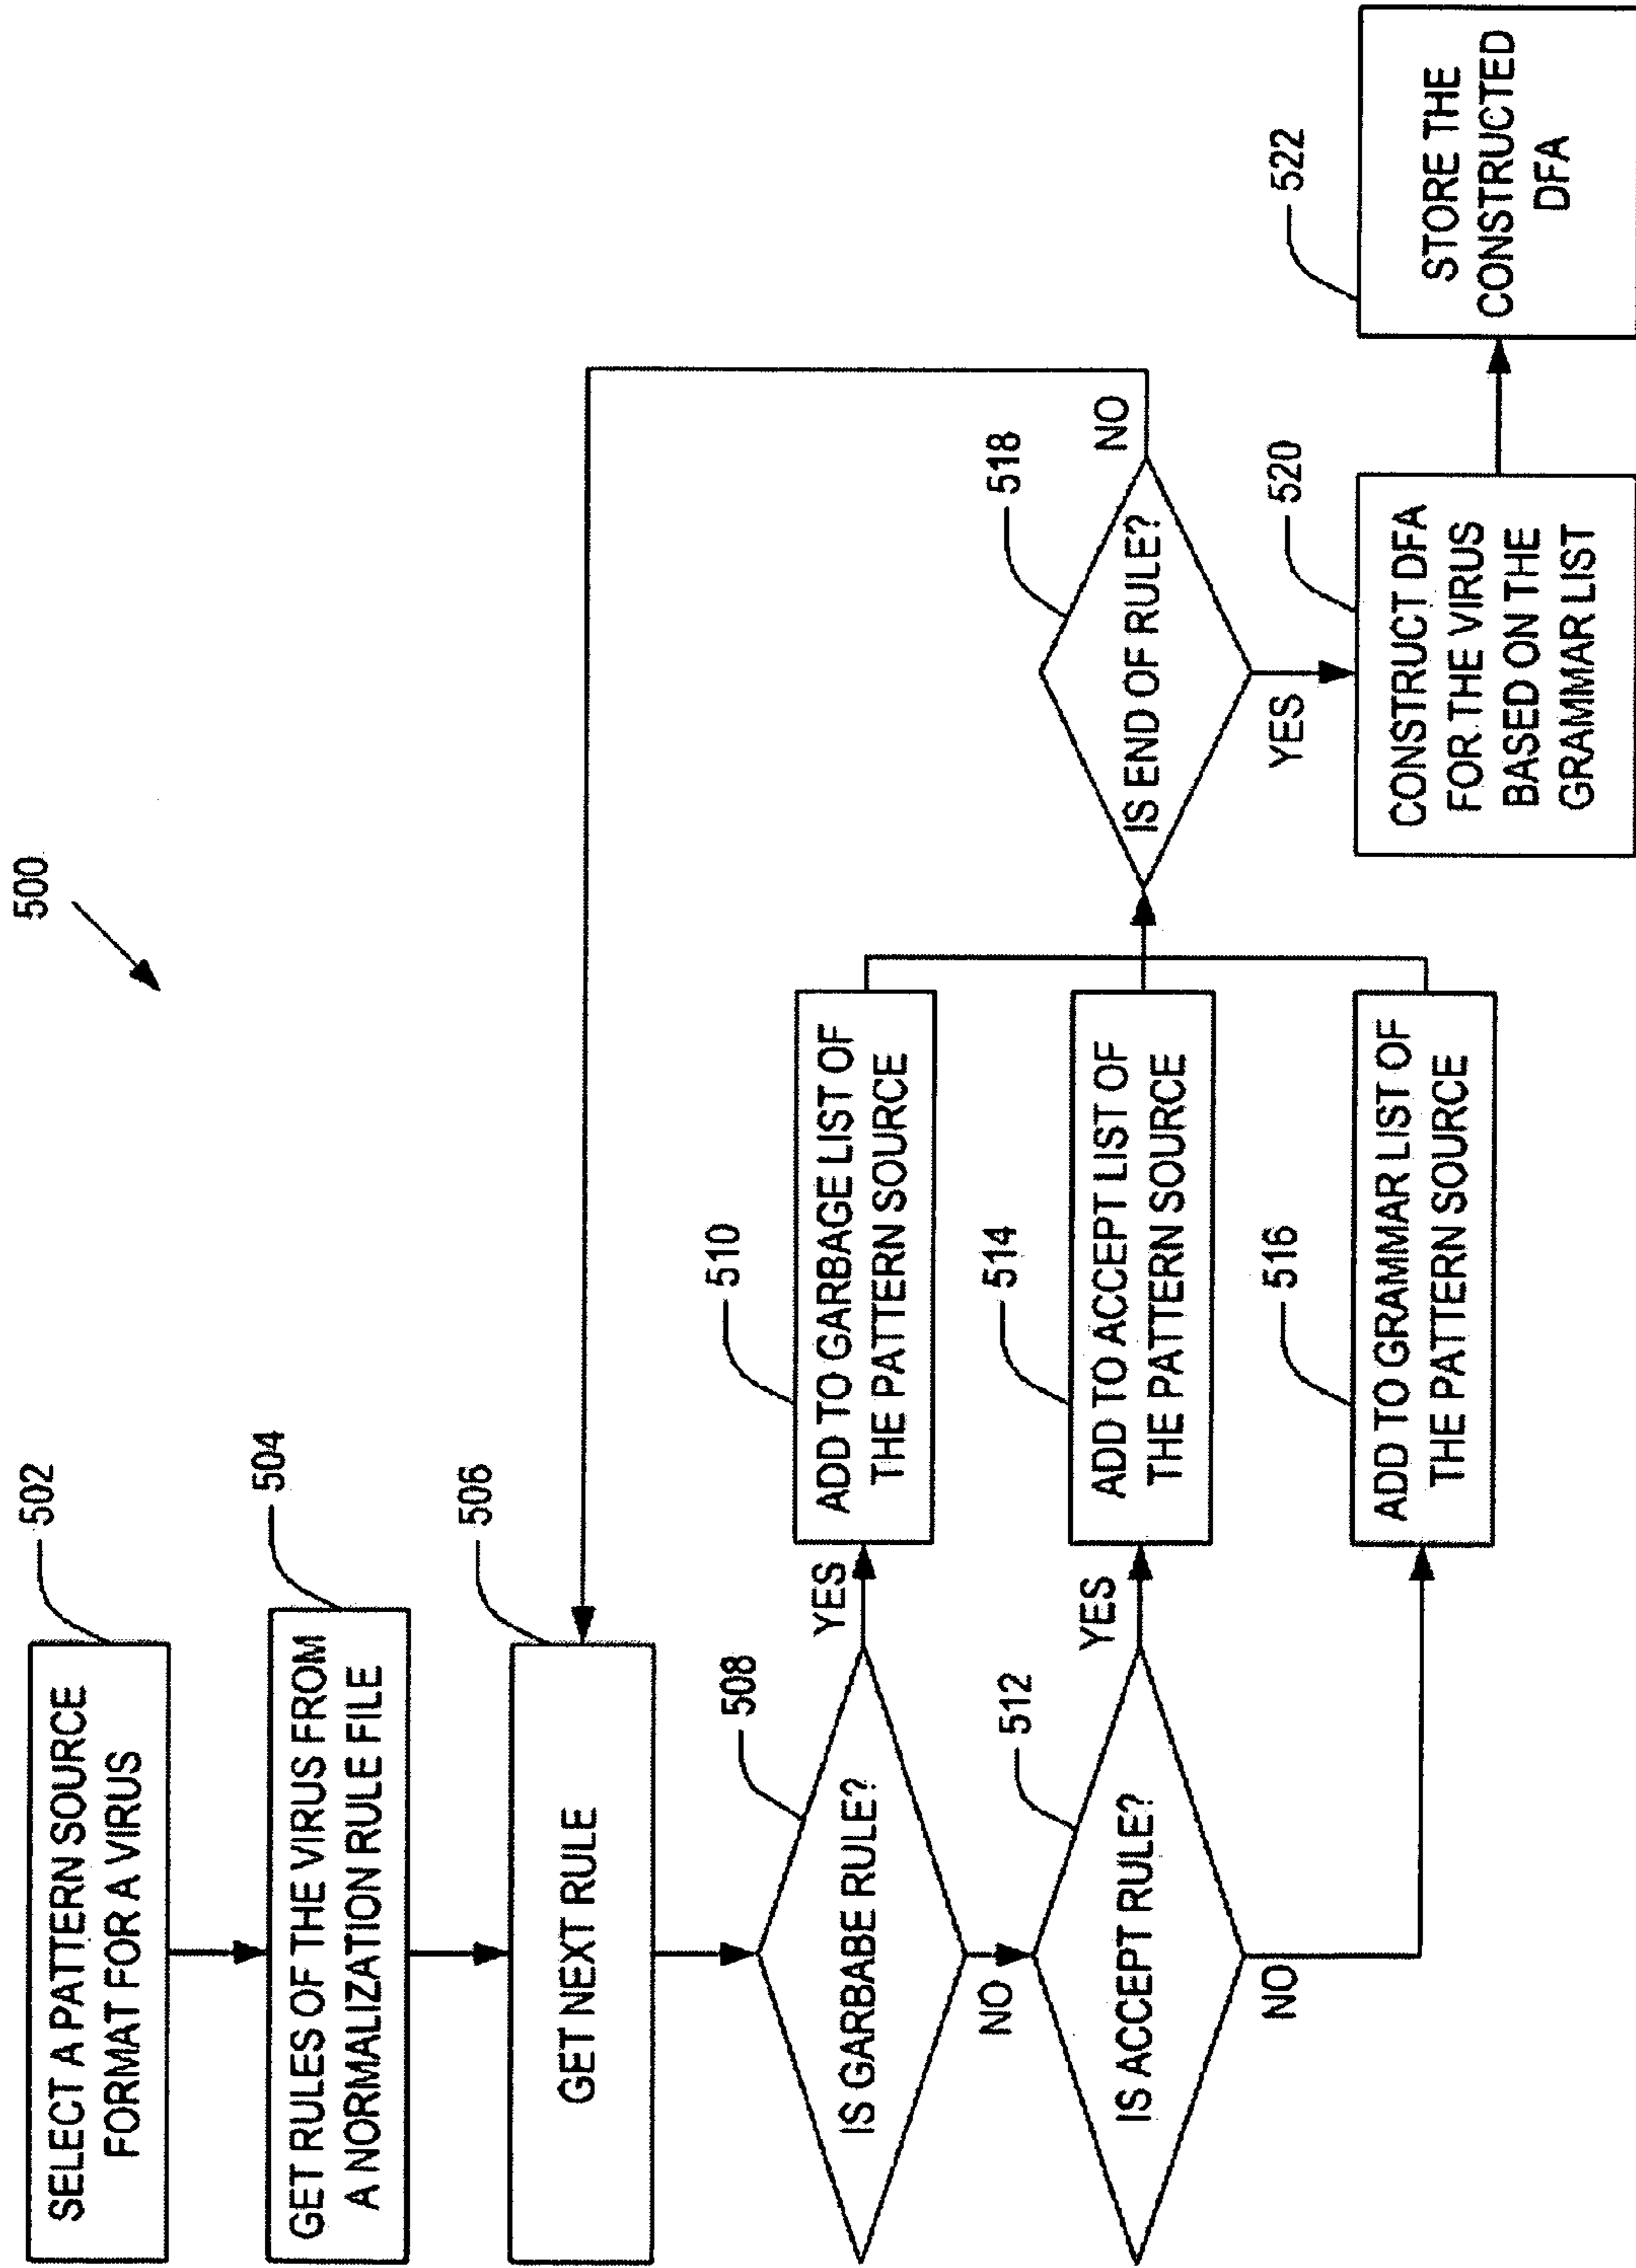 500
502
SELECT A PATTERN SOURCE
FORMAT FOR A VIRUS
504
GET RULES OF THE VIRUS FROM
A NORMALIZATION RULE FILE
506
GET NEXT RULE
508
IS GARBABE RULE?
YES
NO
510
ADD TO GARBAGE LIST OF
THE PATTERN SOURCE
512
IS ACCEPT RULE?
YES
NO
514
ADD TO ACCEPT LIST OF
THE PATTERN SOURCE
516
ADD TO GRAMMAR LIST OF
THE PATTERN SOURCE
518
IS END OF RULE?
NO
YES
520
CONSTRUCT DFA
FOR THE VIRUS
BASED ON THE
GRAMMAR LIST
522
STORE THE
CONSTRUCTED
DFA